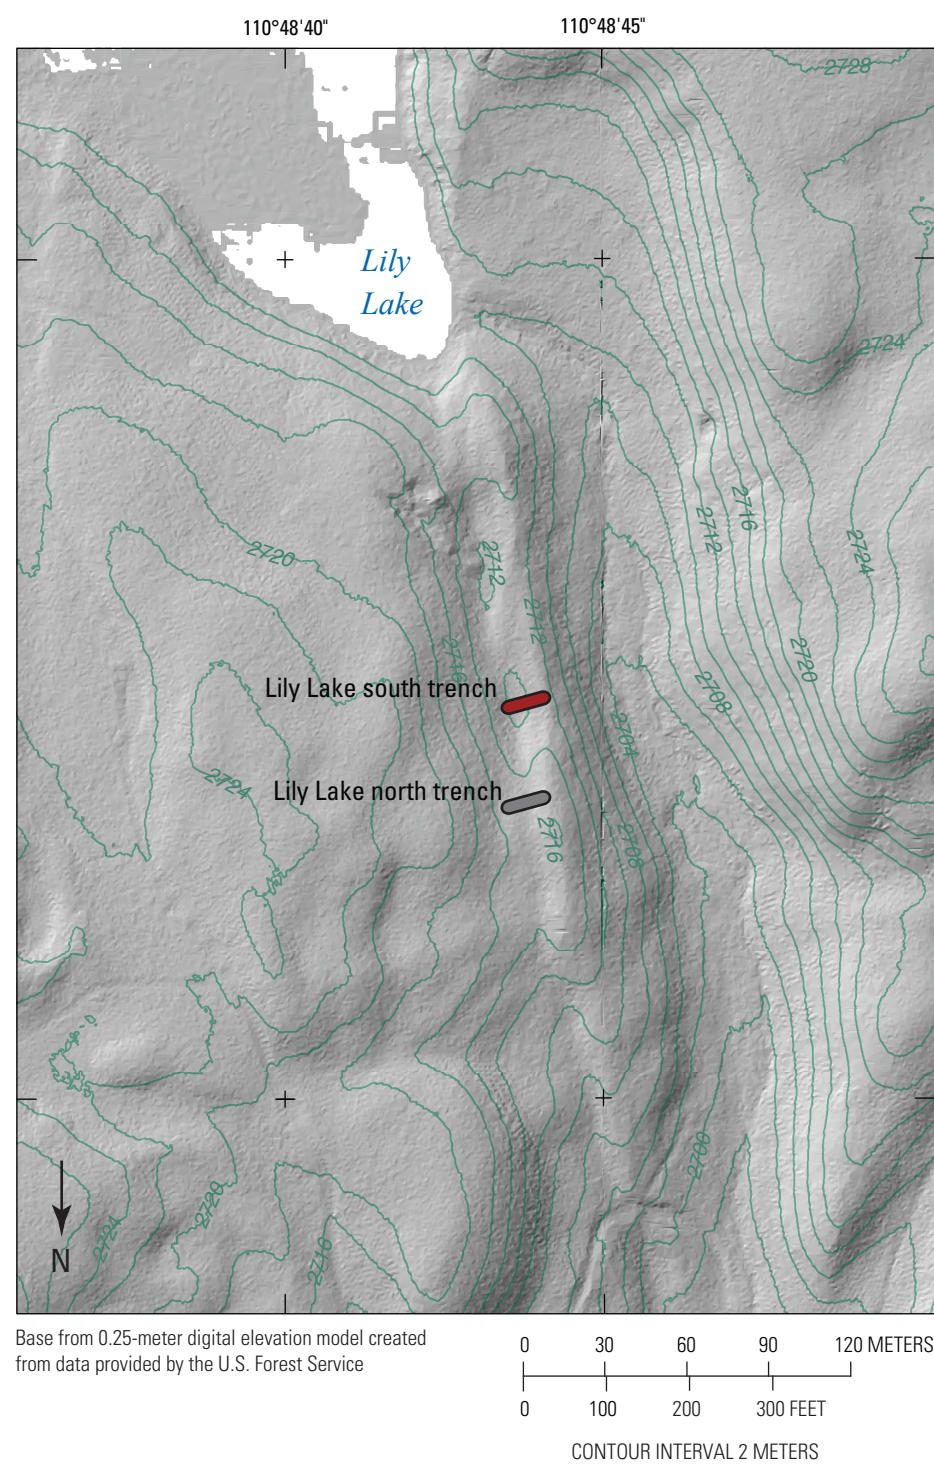 110°48'40"
110°48'45"
2728
Lily
Lake
2724
2716
2712
2720
2724
2712
2712
2716
2720
Lily Lake south trench
2708
2704
2724
Lily Lake north trench
2716
2708
2700
2720
2724
2716
N
Base from 0.25-meter digital elevation model created
from data provided by the U.S. Forest Service
0 30 60 90 120 METERS
0 100 200 300 FEET
CONTOUR INTERVAL 2 METERS